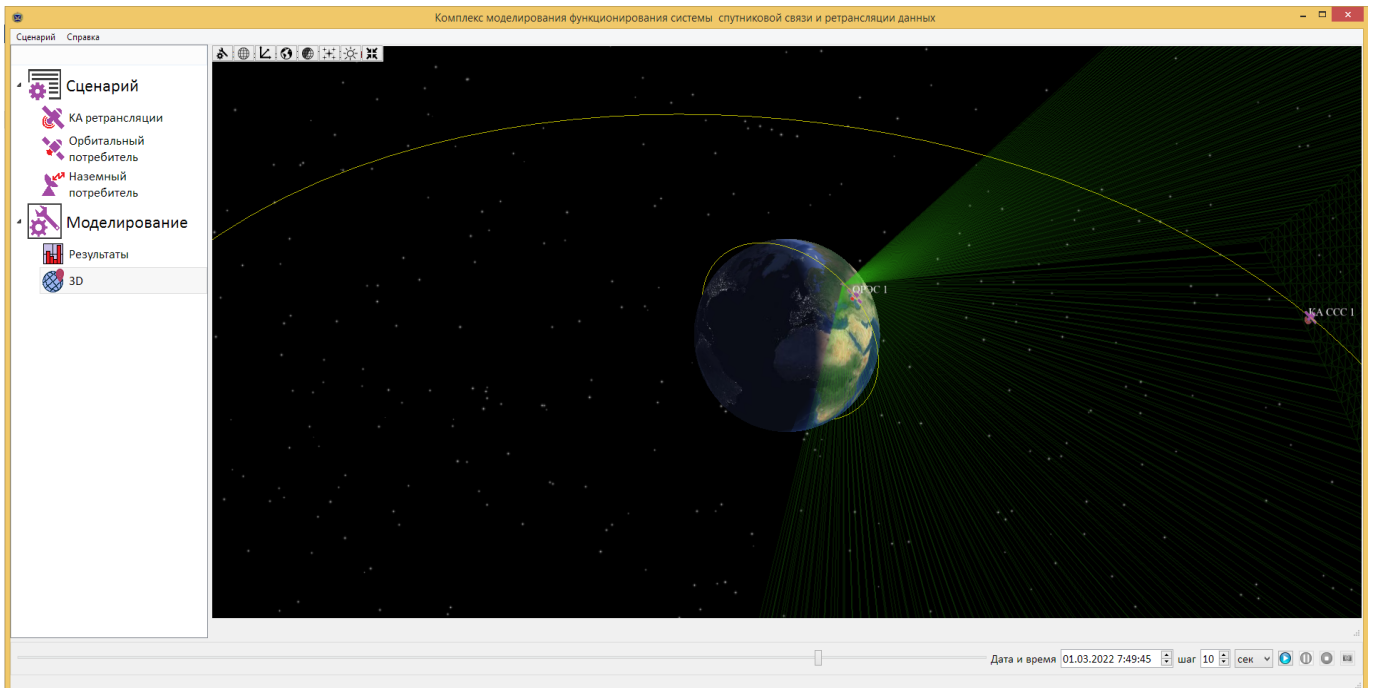 Комплекс моделирования функционирования системы спутниковой связи и ретрансляции данных
Сценарий Справка
Сценарий
КА ретрансляции
Орбитальный
потребитель
Наземный
потребитель
Моделирование
Результаты
3D
ОРЭС 1
КА ССС 1
Дата и время 01.03.2022 7:49:45 шаг 10 сек